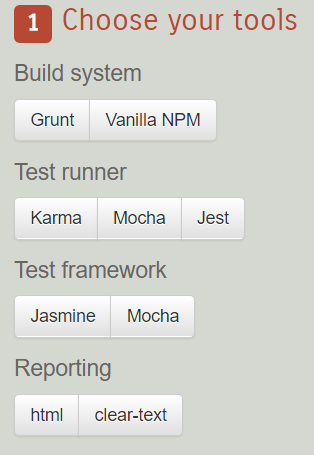 1 Choose your tools
Build system
Grunt Vanilla NPM
Test runner
Karma Mocha Jest
Test framework
Jasmine Mocha
Reporting
html clear-text